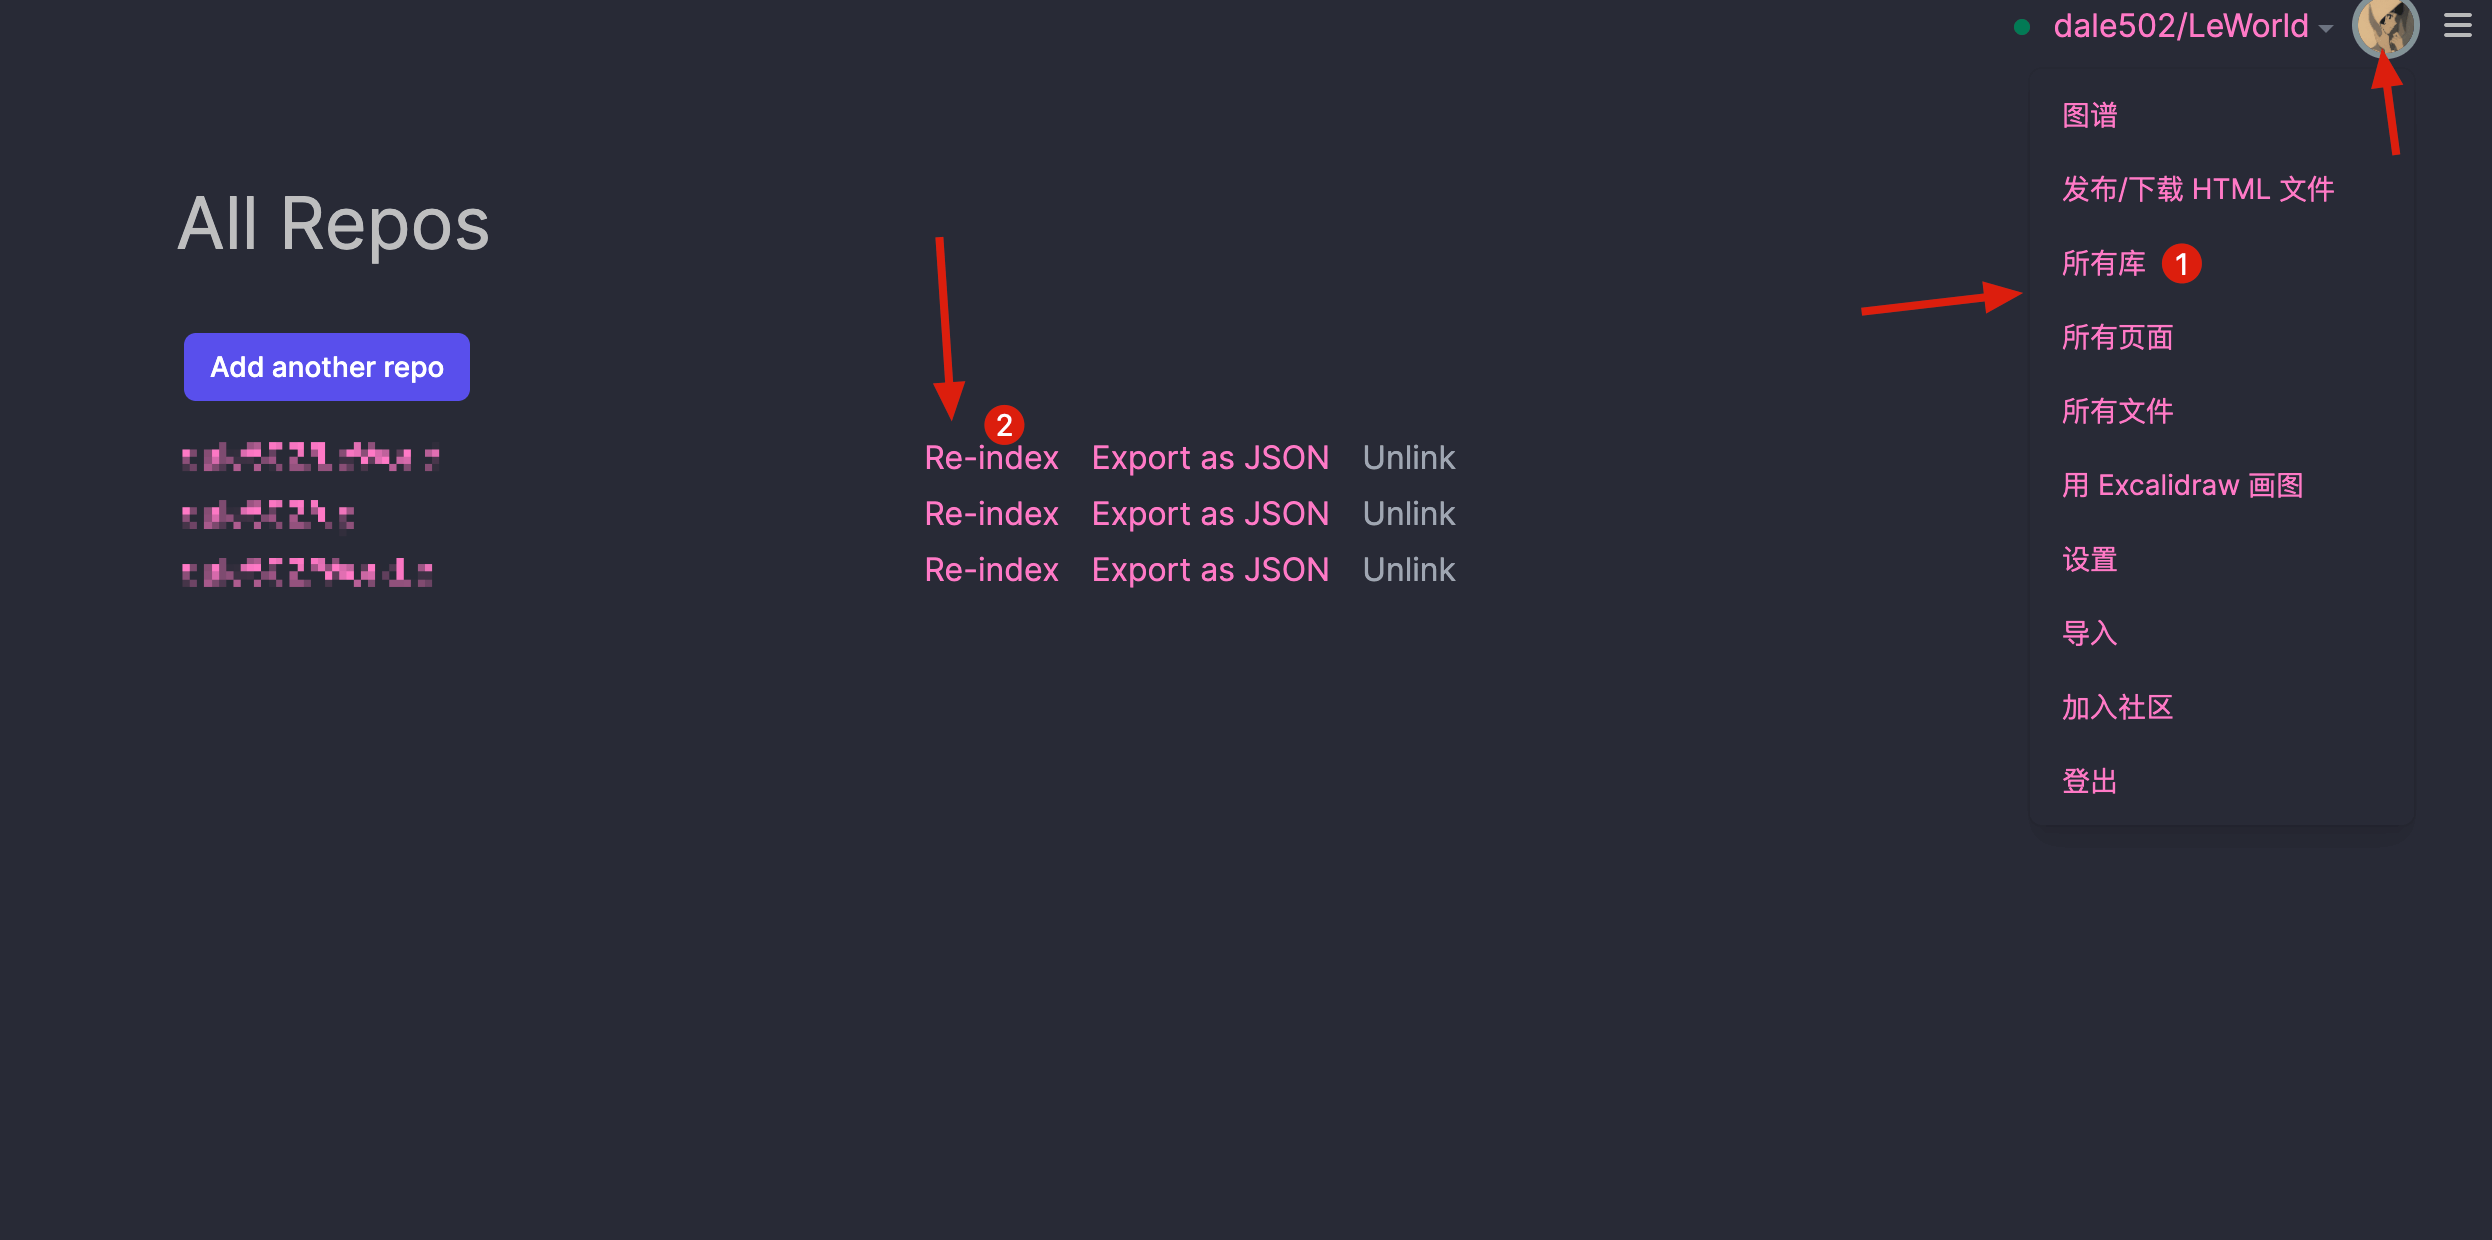 dale502/LeWorld
图谱
发布/下载 HTML 文件
所有库 1
所有页面
所有文件
用 Excalidraw 画图
设置
导入
加入社区
登出
All Repos
Add another repo
2
Re-index Export as JSON Unlink
Re-index Export as JSON Unlink
Re-index Export as JSON Unlink